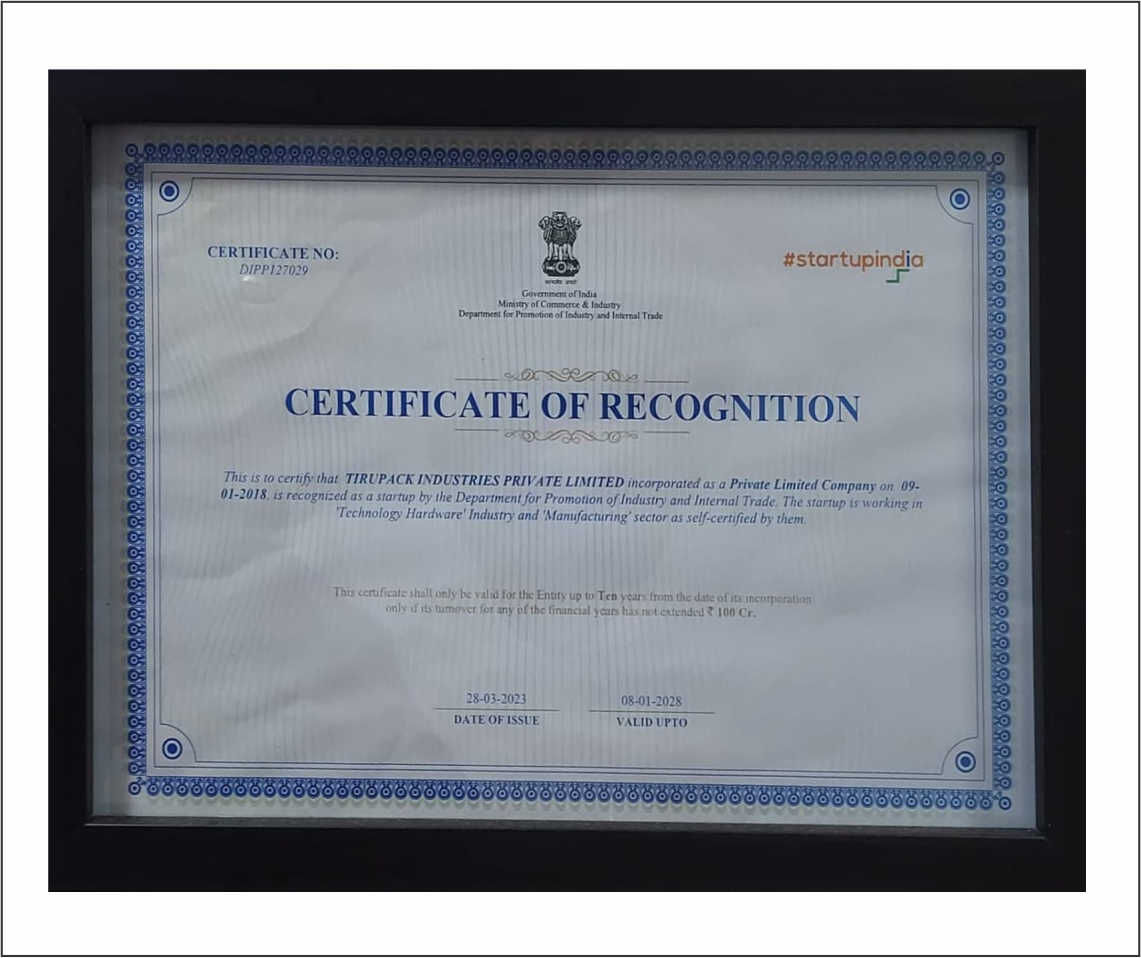 CERTIFICATE NO:
DIPP127029
#startupindia
सत्यमेव जयते
Government of India
Ministry of Commerce & Industry
Department for Promotion of Industry and Internal Trade
CERTIFICATE OF RECOGNITION
This is to certify that TIRUPACK INDUSTRIES PRIVATE LIMITED incorporated as a Private Limited Company on 09-
01-2018, is recognized as a startup by the Department for Promotion of Industry and Internal Trade. The startup is working in
'Technology Hardware' Industry and 'Manufacturing' sector as self-certified by them.
This certificate shall only be valid for the Entity up to Ten years from the date of its incorporation
only if its turnover for any of the financial years has not extended ₹ 100 Cr.
28-03-2023
DATE OF ISSUE
08-01-2028
VALID UPTO